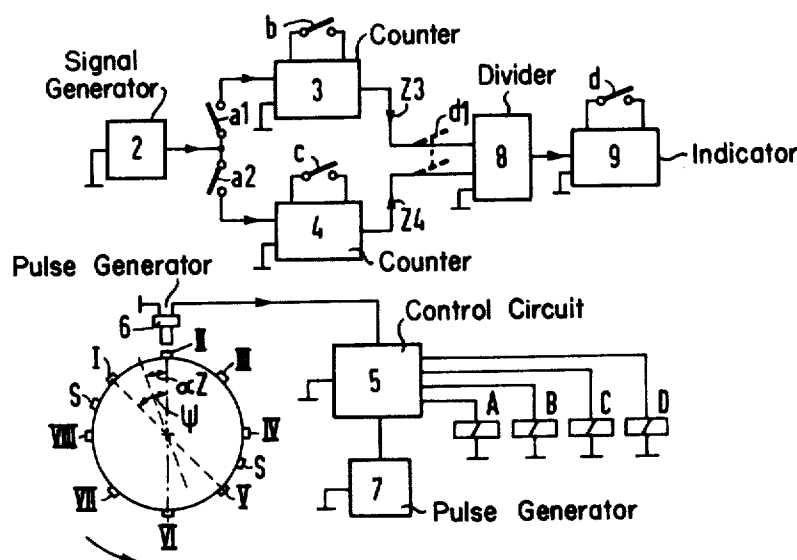 b
Counter
Signal
Generator
3
Z3
Divider
d
a1
d1
2
8
9
a2
c
Indicator
4
Z4
Counter
Pulse Generator
Control Circuit
6
II
I
III
αZ
5
S
ψ
A
B
C
D
VIII
IV
S
VII
V
7
VI
Pulse Generator